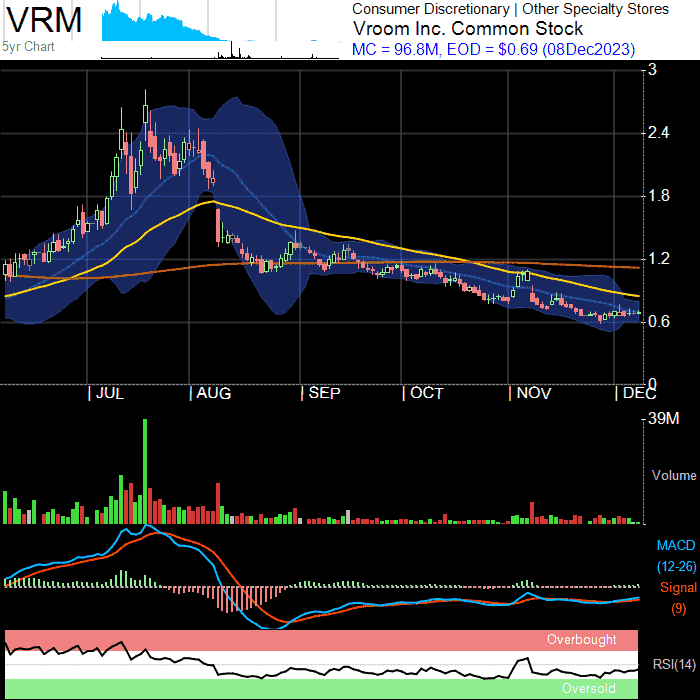 VRM
5yr Chart
Consumer Discretionary | Other Specialty Stores
Vroom Inc. Common Stock
MC = 96.8M, EOD = $0.69 (08Dec2023)
3
2.4
1.8
1.2
0.6
0
| JUL | AUG | SEP | OCT | NOV | DEC
39M
Volume
MACD
(12-26)
Signal
(9)
Overbought
RSI(14)
Oversold